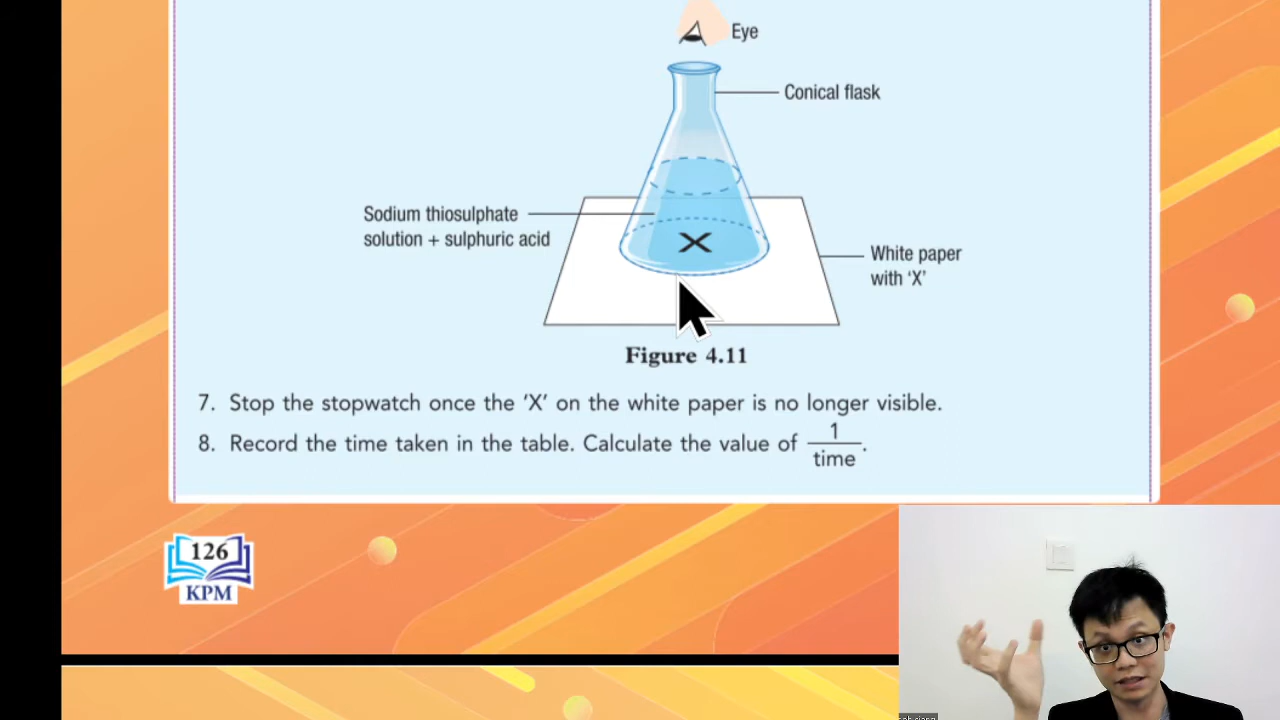 Eye
Conical flask
Sodium thiosulphate
solution + sulphuric acid
X
White paper
with ‘X’
Figure 4.11
7. Stop the stopwatch once the ‘X’ on the white paper is no longer visible.
8. Record the time taken in the table. Calculate the value of 1/time.
126
KPM